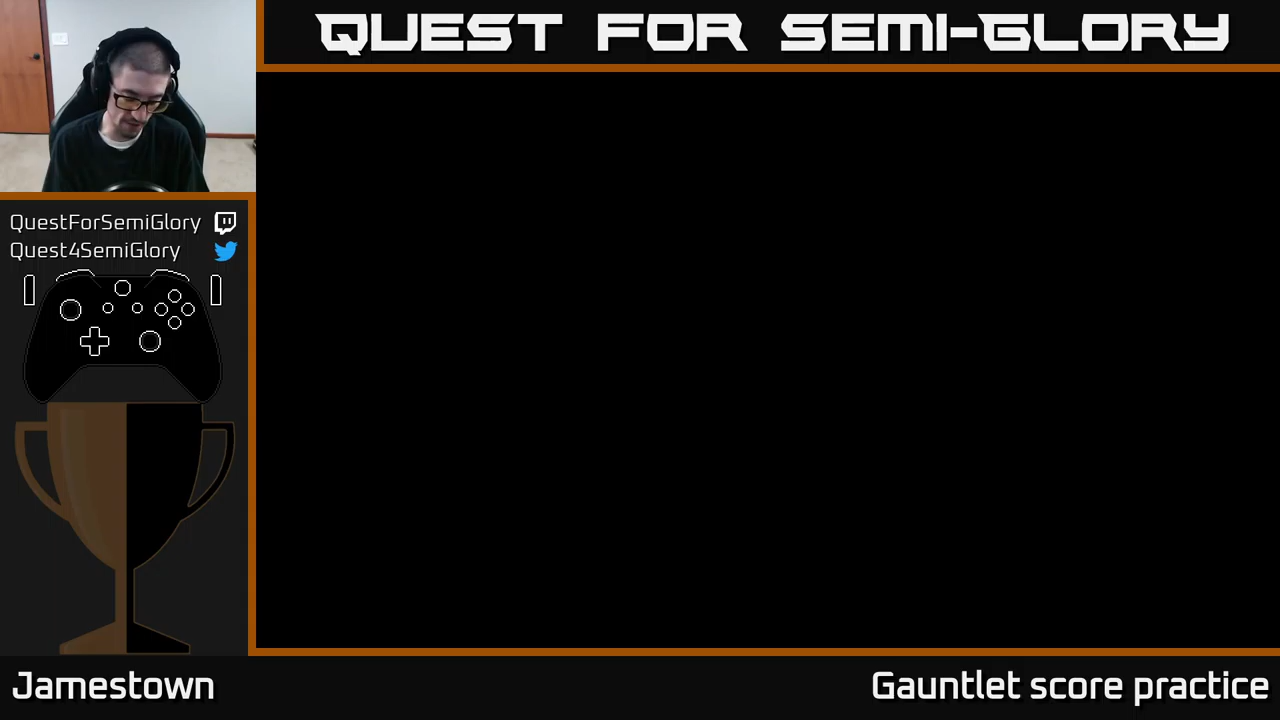 QUEST FOR SEMI-GLORY
QuestForSemiGlory
Quest4SemiGlory
Jamestown
Gauntlet score practice